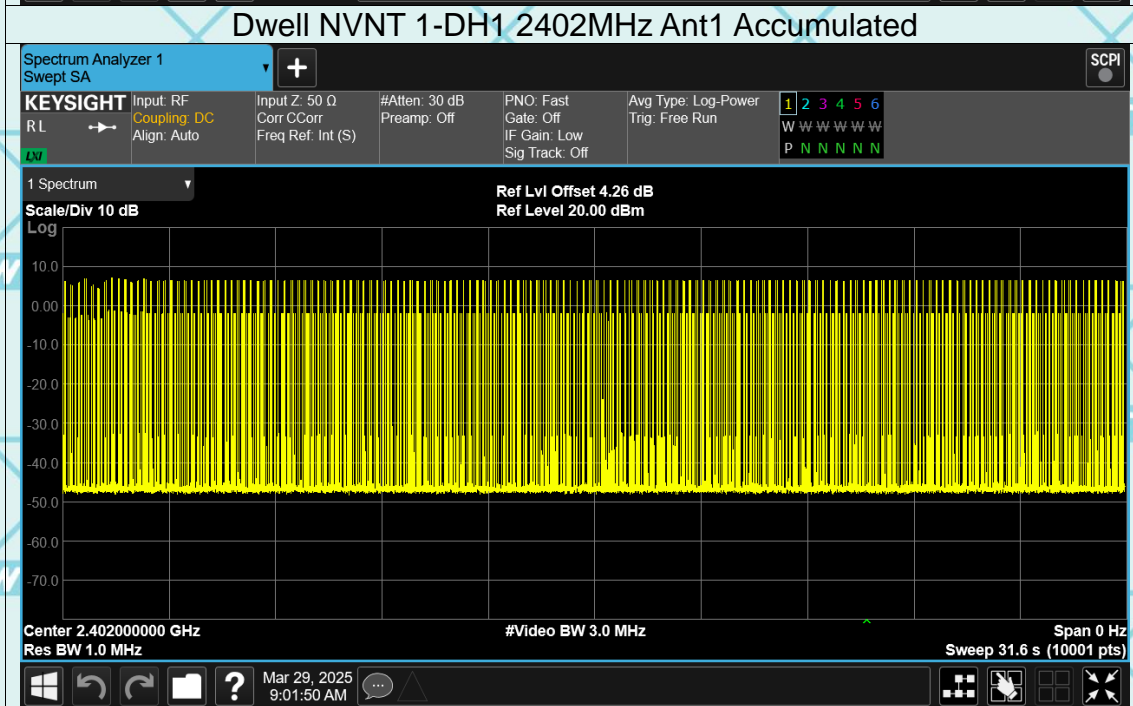 Dwell NVNT 1-DH1 2402MHz Ant1 Accumulated
Spectrum Analyzer 1
Swept SA
+
SCPI
KEYSIGHT
R L
LXI
Input: RF
Coupling: DC
Align: Auto
Input Z: 50 Ω
Corr CCorr
Freq Ref: Int (S)
#Atten: 30 dB
Preamp: Off
PNO: Fast
Gate: Off
IF Gain: Low
Sig Track: Off
Avg Type: Log-Power
Trig: Free Run
1 2 3 4 5 6
W W W W W W
P N N N N N
1 Spectrum
Scale/Div 10 dB
Ref Lvl Offset 4.26 dB
Ref Level 20.00 dBm
Log
10.0
0.00
-10.0
-20.0
-30.0
-40.0
-50.0
-60.0
-70.0
Center 2.402000000 GHz
#Video BW 3.0 MHz
Span 0 Hz
Res BW 1.0 MHz
Sweep 31.6 s (10001 pts)
?
Mar 29, 2025
9:01:50 AM